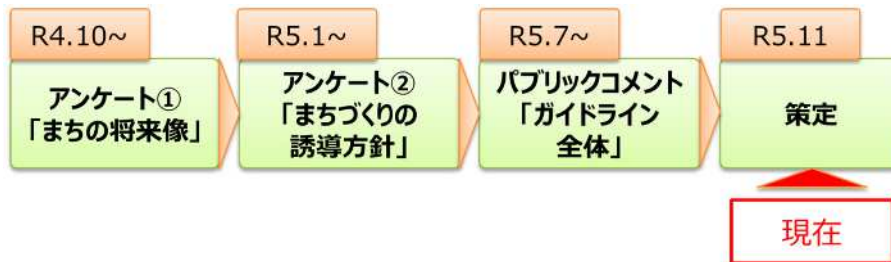 R4.10~
アンケート①
「まちの将来像」
R5.1~
アンケート②
「まちづくりの
誘導方針」
R5.7~
パブリックコメント
「ガイドライン
全体」
R5.11
策定
現在